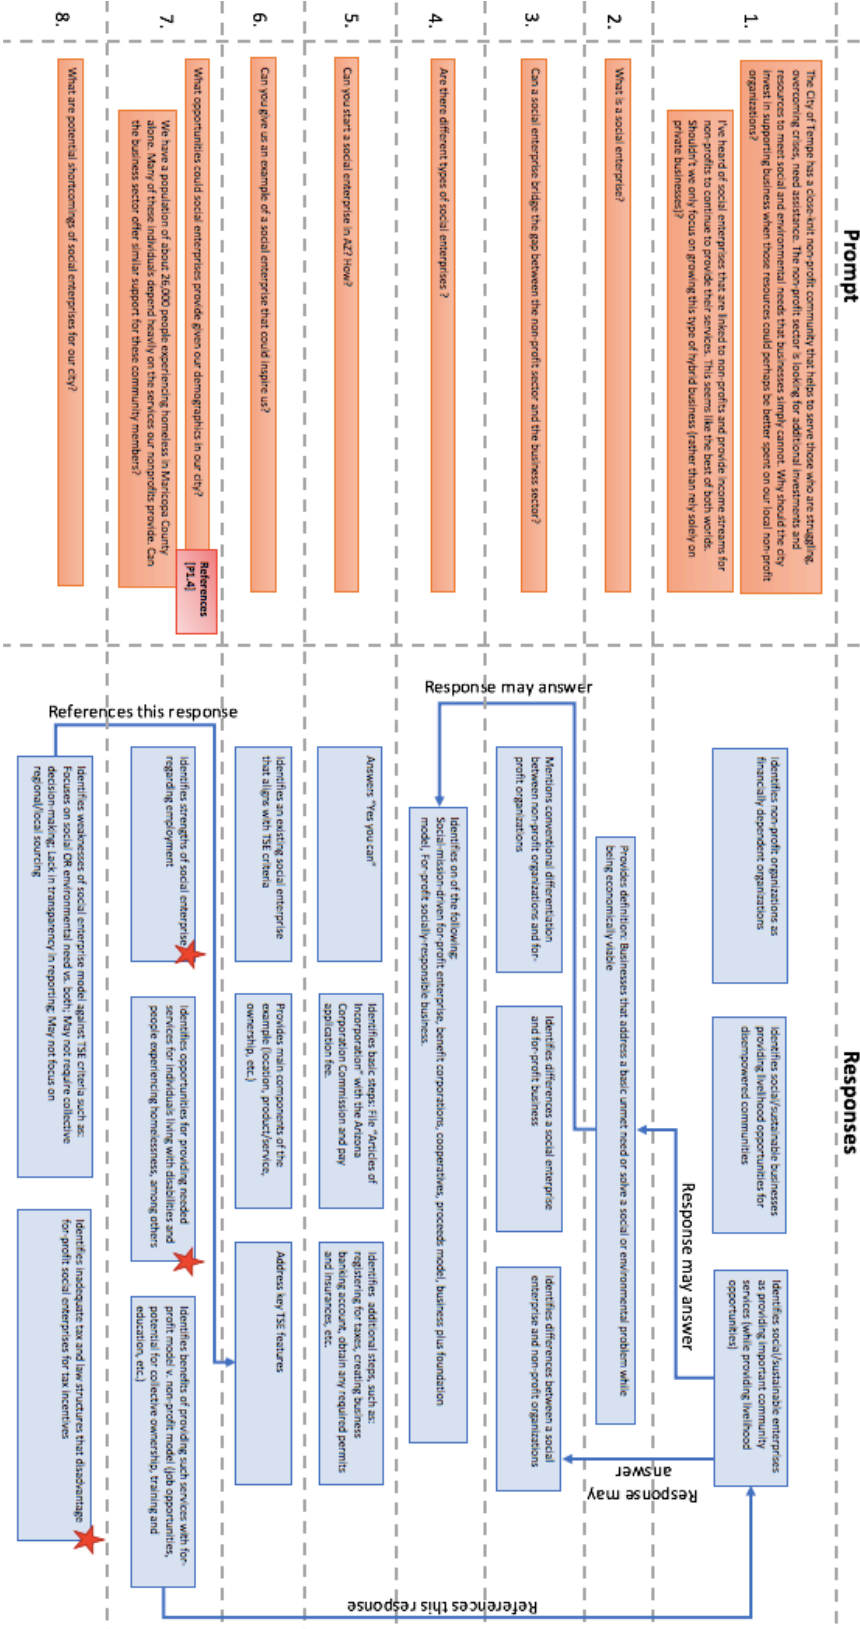 Prompt
Responses
1.
The City of Tempe has a close-knit non-profit community that helps to serve those who are struggling,
overcoming crises, need assistance. The non-profit sector is looking for additional investments and
resources to meet social and environmental needs that businesses simply cannot. Why should the city
invest in supporting business when those resources could perhaps be better spent on our local non-profit
organizations?
I've heard of social enterprises that are linked to non-profits and provide income streams for
non-profits to continue to provide their services. This seems like the best of both worlds.
Shouldn't we only focus on growing this type of hybrid business (rather than rely solely on
private businesses)?
Identifies non-profit organizations as
financially dependent organizations
Identifies social/sustainable businesses
providing livelihood opportunities for
disempowered communities
Identifies social/sustainable enterprises
as providing important community
services (while providing livelihood
opportunities)
Response may answer
Response may
answer
2.
What is a social enterprise?
Provides definition: Businesses that address a basic unmet need or solve a social or environmental problem while
being economically viable
3.
Can a social enterprise bridge the gap between the non-profit sector and the business sector?
Mentions conventional differentiation
between non-profit organizations and for-
profit organizations
Identifies differences a social enterprise
and for-profit business
Identifies differences between a social
enterprise and non-profit organizations
Response may answer
4.
Are there different types of social enterprises ?
Identifies on of the following:
Social-mission-driven for-profit enterprise, benefit corporations, cooperatives, proceeds model, business plus foundation
model, For-profit socially-responsible business.
5.
Can you start a social enterprise in AZ? How?
Answers "Yes you can"
Identifies basic steps: File "Articles of
Incorporation" with the Arizona
Corporation Commission and pay
application fee.
Identifies additional steps, such as:
registering for taxes, creating business
banking account, obtain any required permits
and insurances, etc.
6.
Can you give us an example of a social enterprise that could inspire us?
Identifies an existing social enterprise
that aligns with TSE criteria
Provides main components of the
example (location, product/service,
ownership, etc.)
Address key TSE features
7.
What opportunities could social enterprises provide given our demographics in our city?
References
[P1.4]
We have a population of about 26,000 people experiencing homeless in Maricopa County
alone. Many of these individuals depend heavily on the services our nonprofits provide. Can
the business sector offer similar support for these community members?
Identifies strengths of social enterprise
regarding employment
Identifies opportunities for providing needed
services for individuals living with disabilities and
people experiencing homelessness, among others
Identifies benefits of providing such services with for-
profit model v. non-profit model (job opportunities,
potential for collective ownership, training and
education, etc.)
References this response
8.
What are potential shortcomings of social enterprises for our city?
References this response
Identifies weaknesses of social enterprise model against TSE criteria such as:
Focuses on social OR environmental need vs. both; May not require collective
decision-making; Lack in transparency in reporting; May not focus on
regional/local sourcing
Identifies inadequate tax and law structures that disadvantage
for-profit social enterprises for tax incentives